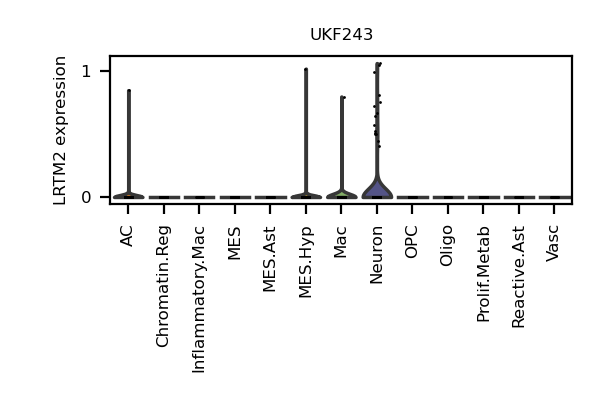 UKF243
LRTM2 expression
1
0
AC
Chromatin.Reg
Inflammatory.Mac
MES
MES.Ast
MES.Hyp
Mac
Neuron
OPC
Oligo
Prolif.Metab
Reactive.Ast
Vasc